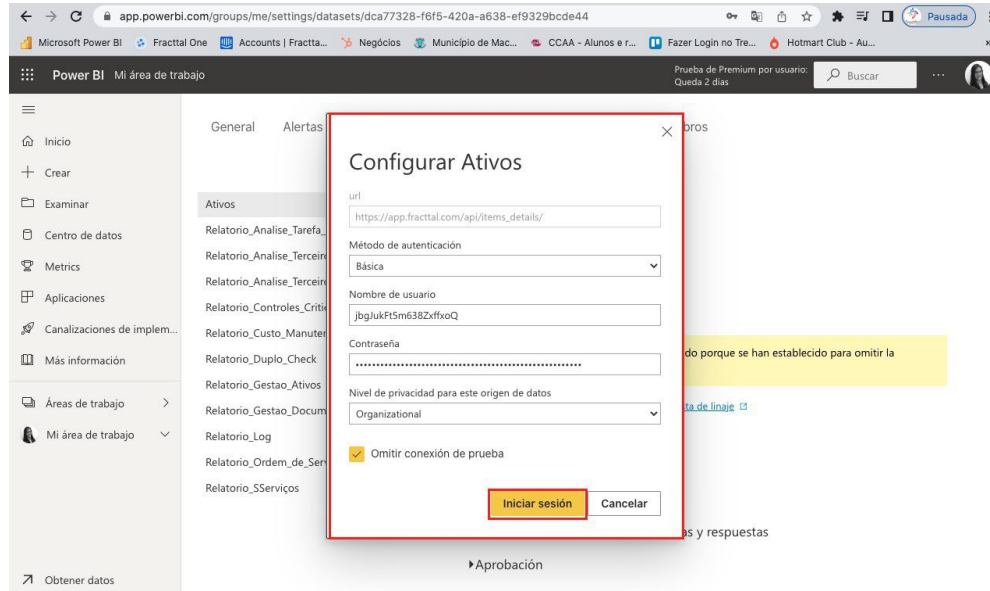 app.powerbi.com/groups/me/settings/datasets/dca77328-f6f5-420a-a638-ef9329bcde44
Pausada
Microsoft Power BI
Fracttal One
Accounts | Fractta...
Negócios
Município de Mac...
CCAA - Alunos e r...
Fazer Login no Tre...
Hotmart Club - Au...
Power BI Mi área de trabajo
Prueba de Premium por usuario:
Queda 2 días
Buscar
Inicio
Crear
Examinar
Centro de datos
Metrics
Aplicaciones
Canalizaciones de implem...
Más información
Áreas de trabajo
Mi área de trabajo
Obtener datos
General
Alertas
bros
Ativos
Relatorio_Analise_Tarefa_
Relatorio_Analise_Terceir
Relatorio_Analise_Terceir
Relatorio_Controles_Criti
Relatorio_Custo_Manuter
Relatorio_Duplo_Check
Relatorio_Gestao_Ativos
Relatorio_Gestao_Docum
Relatorio_Log
Relatorio_Ordem_de_Ser
Relatorio_SServiços
Configurar Ativos
url
https://app.fracttal.com/api/items_details/
Método de autenticación
Básica
Nombre de usuario
jbgJukFt5m638ZxffxoQ
Contraseña
Nivel de privacidad para este origen de datos
Organizational
Omitir conexión de prueba
Iniciar sesión
Cancelar
do porque se han establecido para omitir la
ta de linaje
as y respuestas
Aprobación